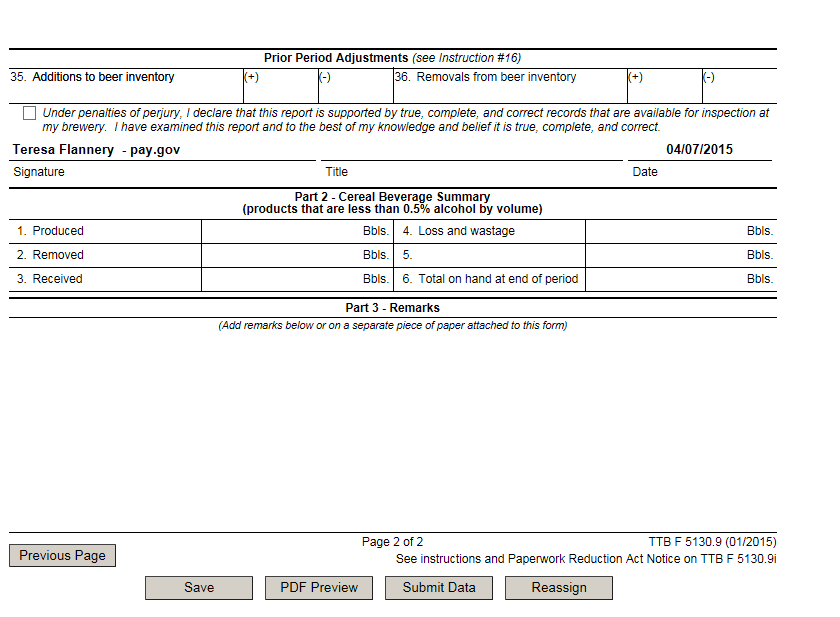 Prior Period Adjustments (see Instruction #16)
35. Additions to beer inventory (+) (-) 36. Removals from beer inventory (+) (-)
Under penalties of perjury, I declare that this report is supported by true, complete, and correct records that are available for inspection at
my brewery. I have examined this report and to the best of my knowledge and belief it is true, complete, and correct.
Teresa Flannery - pay.gov 04/07/2015
Signature Title Date
Part 2 - Cereal Beverage Summary
(products that are less than 0.5% alcohol by volume)
1. Produced Bbls. 4. Loss and wastage Bbls.
2. Removed Bbls. 5. Bbls.
3. Received Bbls. 6. Total on hand at end of period Bbls.
Part 3 - Remarks
(Add remarks below or on a separate piece of paper attached to this form)
Page 2 of 2 TTB F 5130.9 (01/2015)
Previous Page See instructions and Paperwork Reduction Act Notice on TTB F 5130.9i
Save PDF Preview Submit Data Reassign